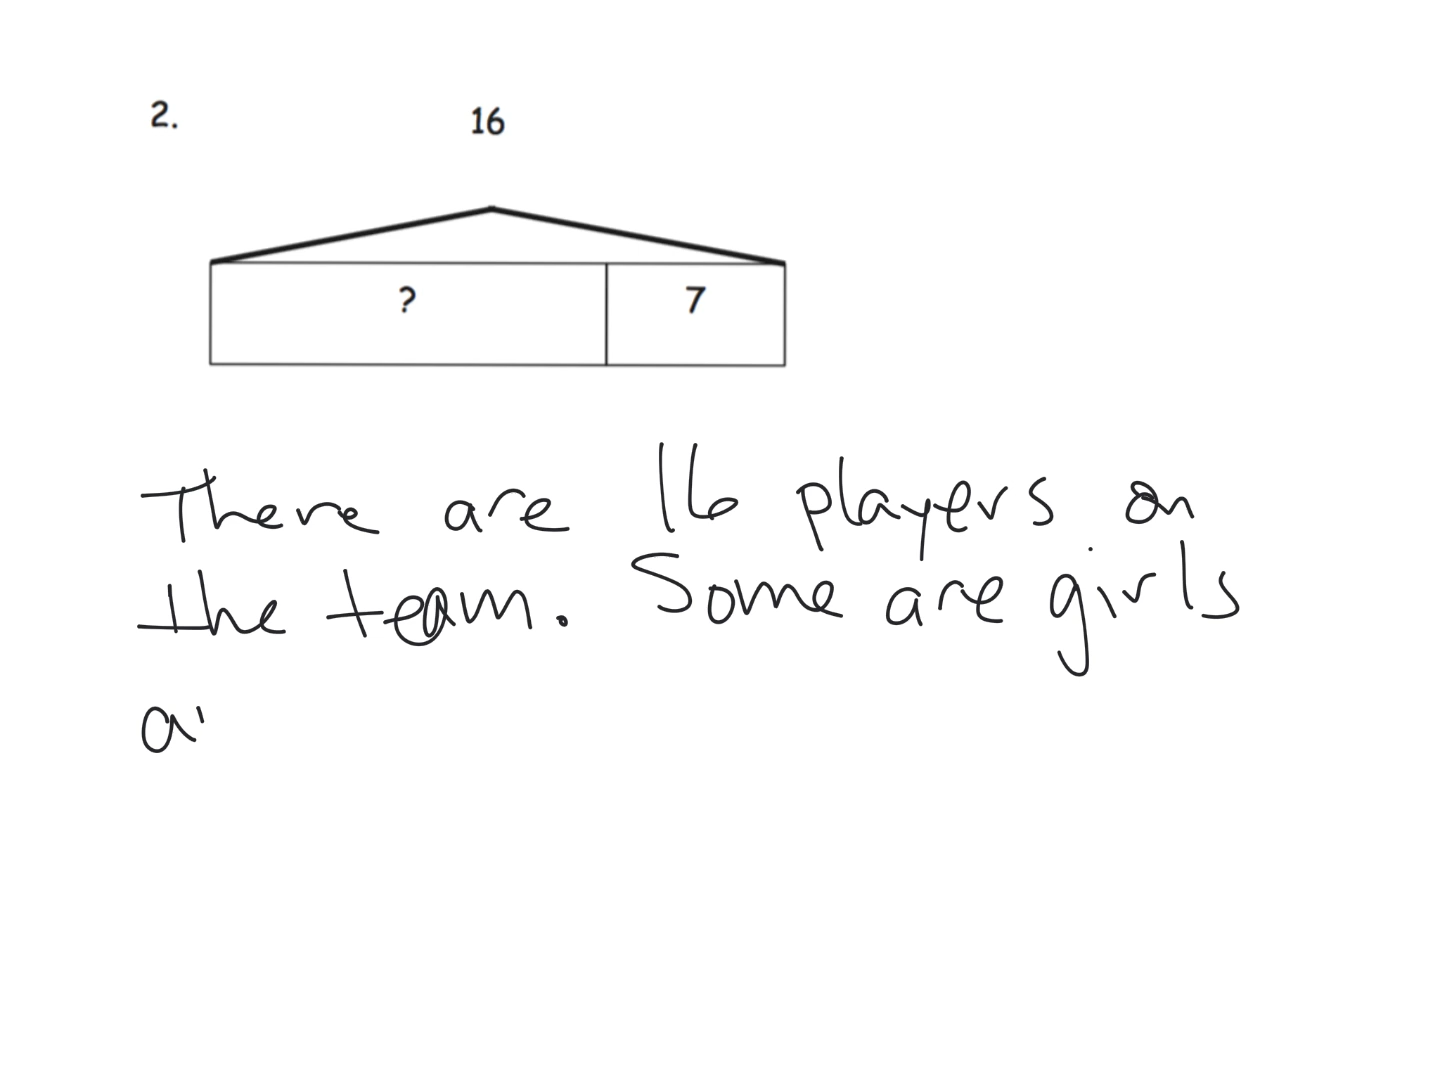 2.
16
? 7
There are 16 players on
the team. Some are girls